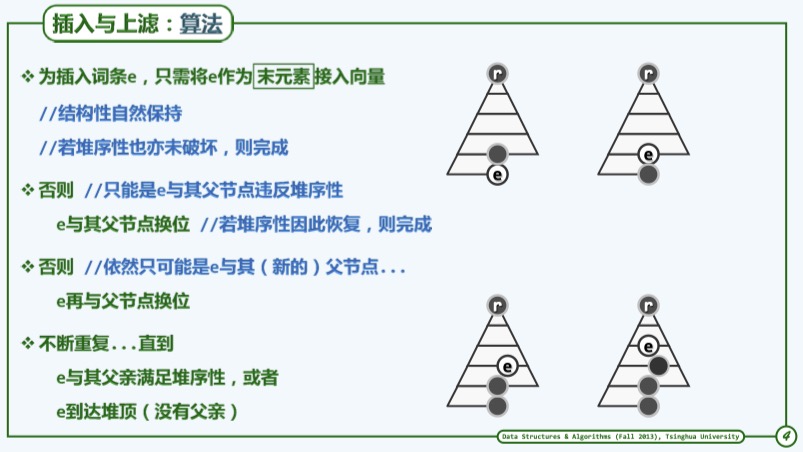 插入与上滤：算法
❖ 为插入词条e，只需将e作为末元素接入向量
//结构性自然保持
//若堆序性也亦未破坏，则完成
❖ 否则 //只能是e与其父节点违反堆序性
e与其父节点换位 //若堆序性因此恢复，则完成
❖ 否则 //依然只可能是e与其（新的）父节点...
e再与父节点换位
❖ 不断重复...直到
e与其父亲满足堆序性，或者
e到达堆顶（没有父亲）
r
e
r
e
r
e
r
e
Data Structures & Algorithms (Fall 2013), Tsinghua University
4